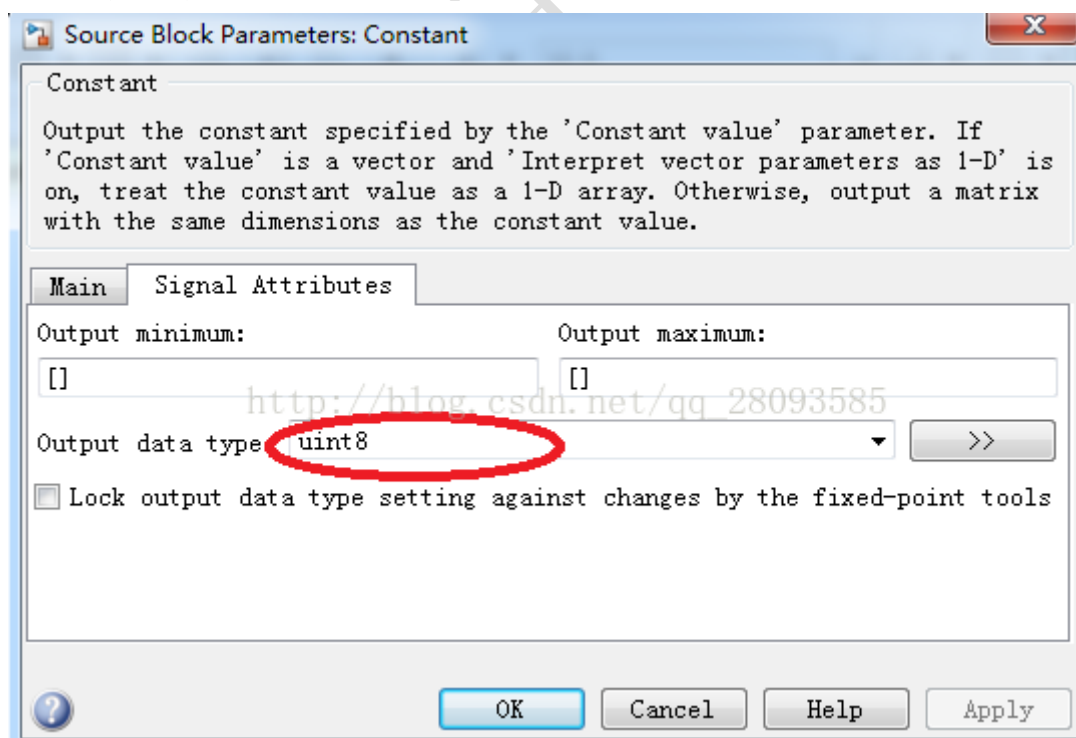 Source Block Parameters: Constant
Constant
Output the constant specified by the 'Constant value' parameter. If
'Constant value' is a vector and 'Interpret vector parameters as 1-D' is
on, treat the constant value as a 1-D array. Otherwise, output a matrix
with the same dimensions as the constant value.
Main Signal Attributes
Output minimum: Output maximum:
[] []
http://blog.csdn.net/qq_28093585
Output data type uint8 >>
Lock output data type setting against changes by the fixed-point tools
OK Cancel Help Apply